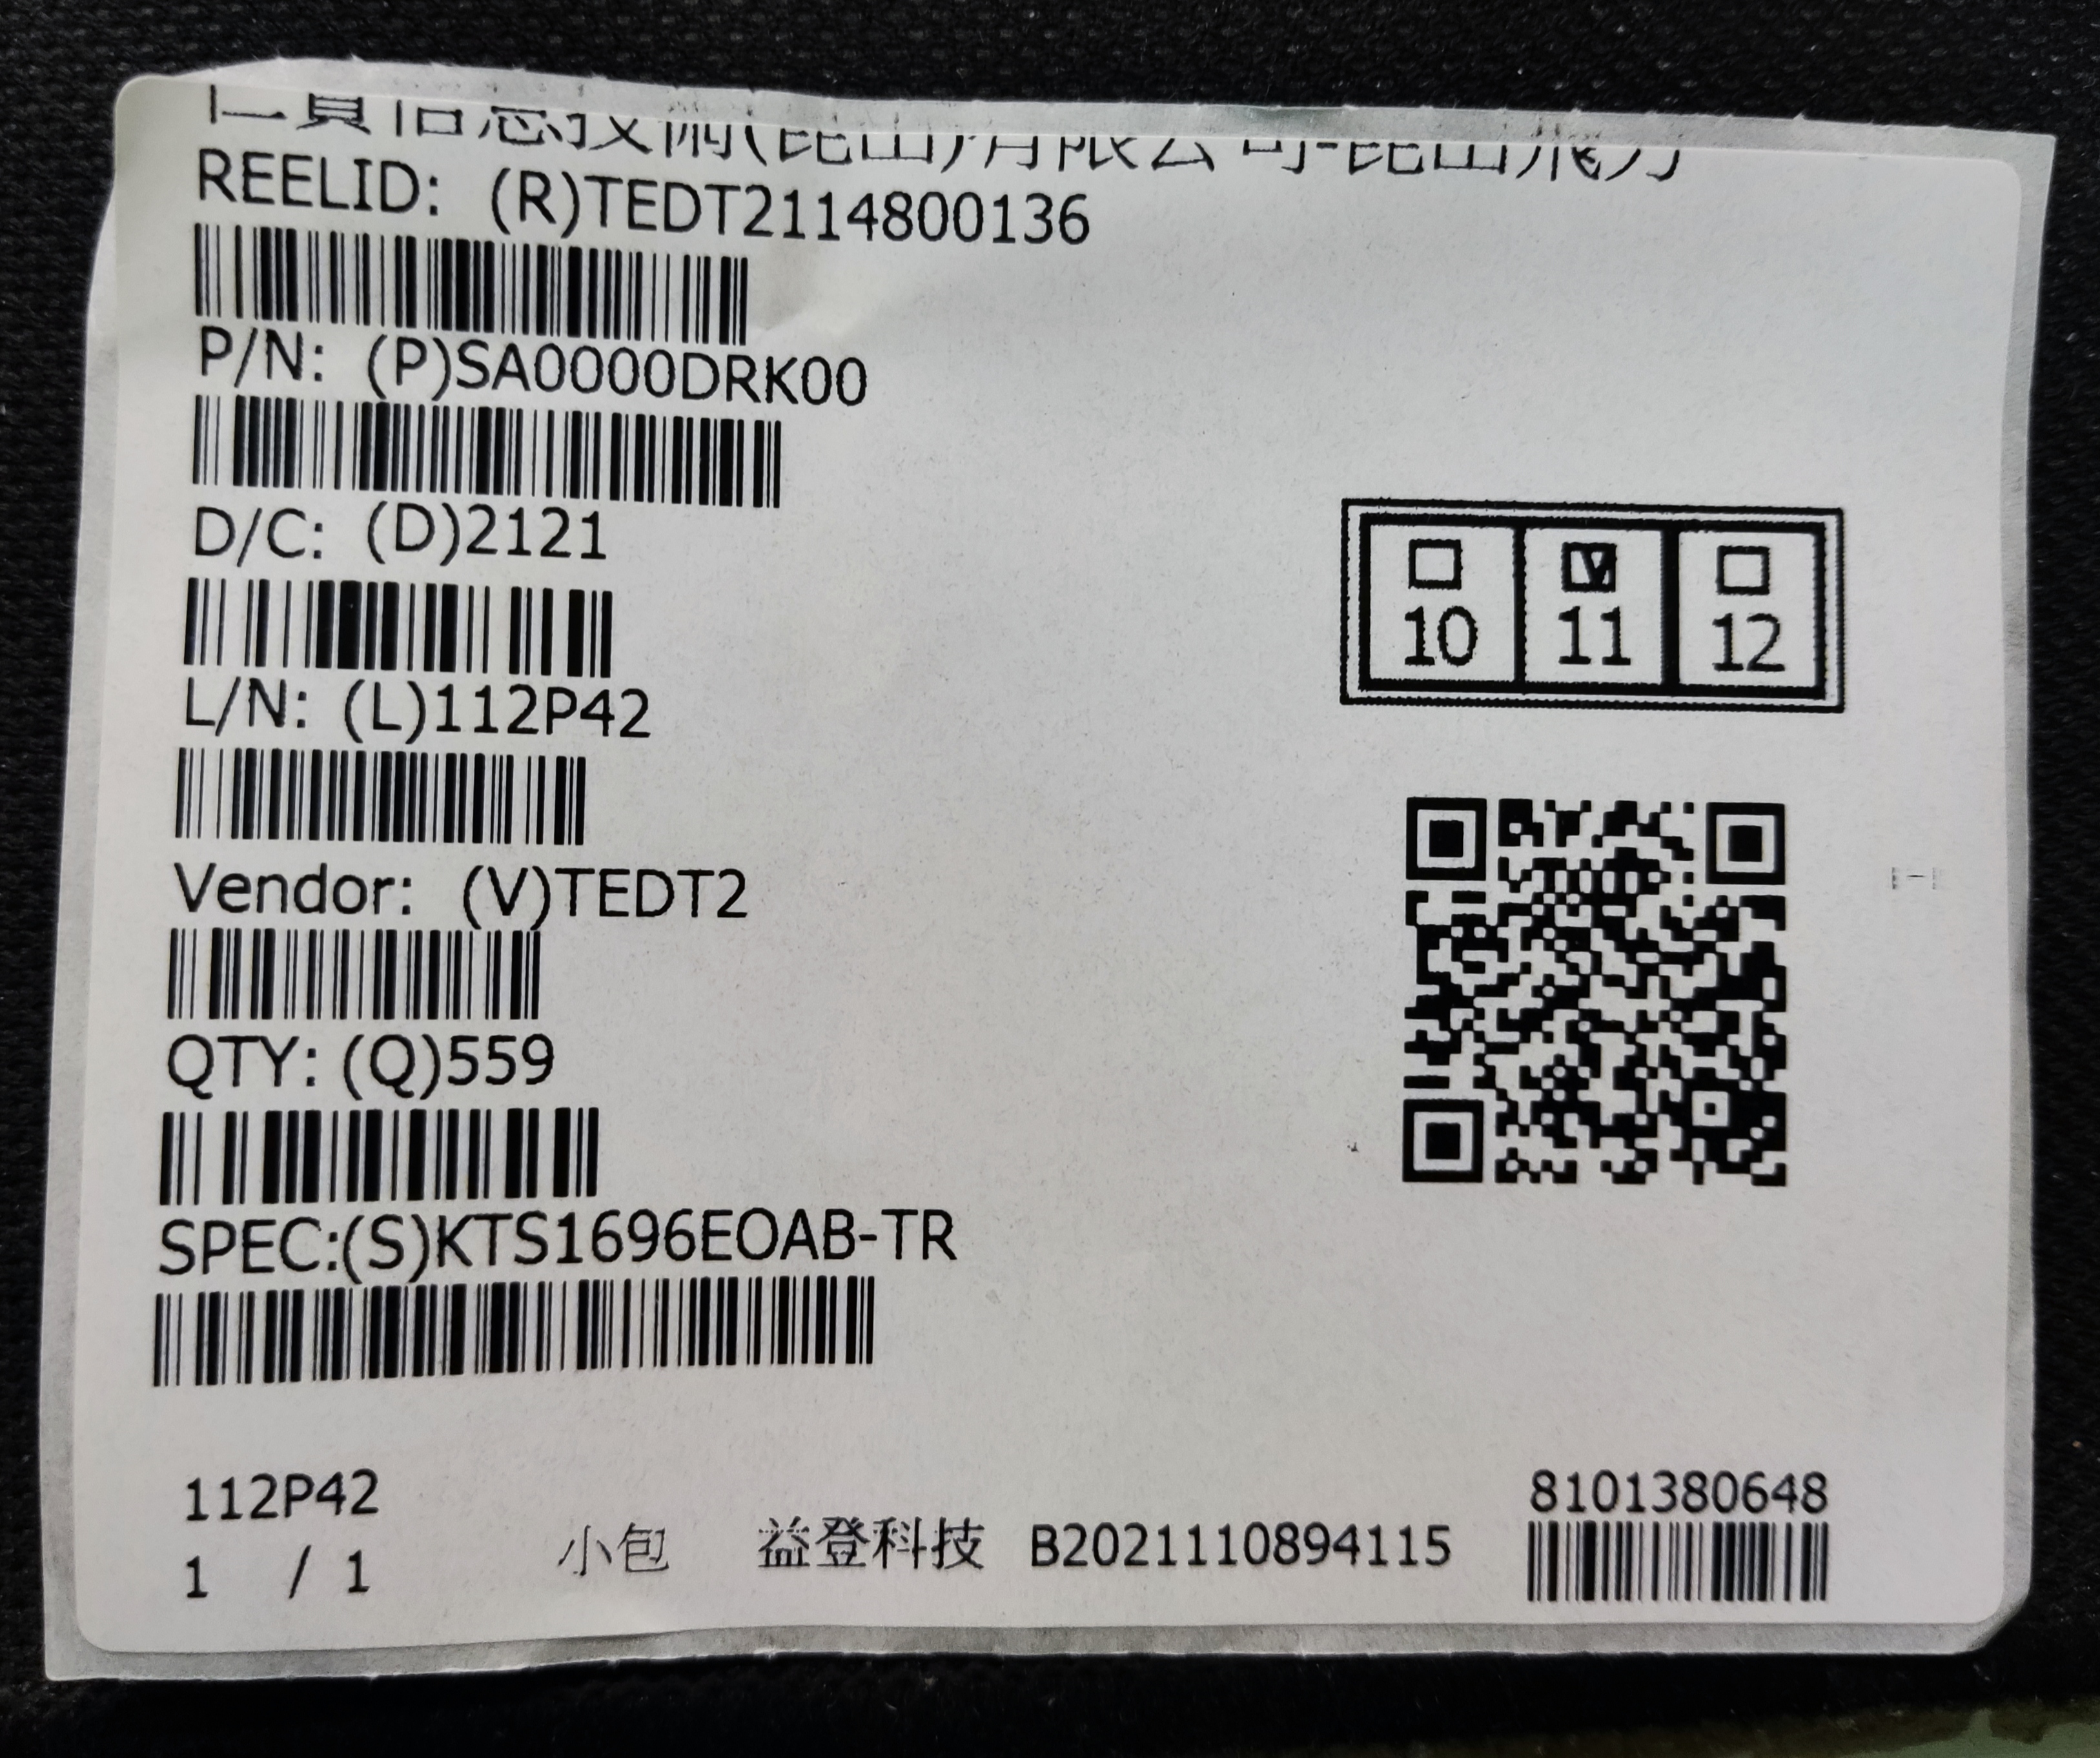 REELID: (R)TEDT2114800136
P/N: (P)SA0000DRK00
D/C: (D)2121
10 11 12
L/N: (L)112P42
Vendor: (V)TEDT2
QTY: (Q)559
SPEC:(S)KTS1696EOAB-TR
112P42
1 / 1
小包 益登科技 B2021110894115
8101380648